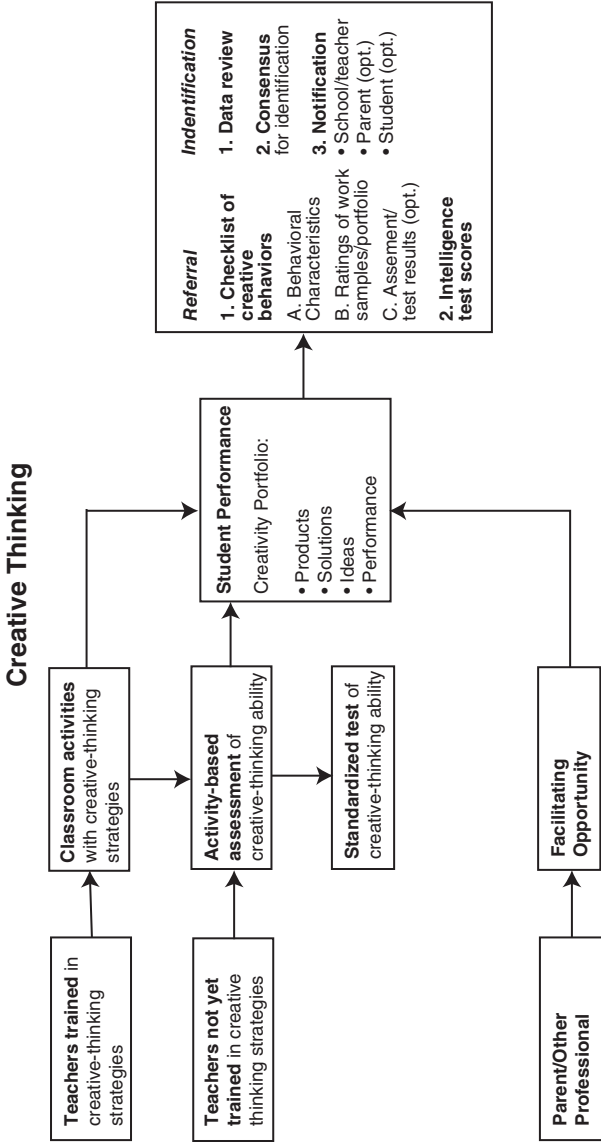 Creative Thinking
Teachers trained in
creative-thinking
strategies
Classroom activities
with creative-thinking
strategies
Teachers not yet
trained in creative
thinking strategies
Activity-based
assessment of
creative-thinking ability
Standardized test of
creative-thinking ability
Parent/Other
Professional
Facilitating
Opportunity
Student Performance
Creativity Portfolio:
• Products
• Solutions
• Ideas
• Performance
Referral
1. Checklist of
creative
behaviors
A. Behavioral
Characteristics
B. Ratings of work
samples/portfolio
C. Assement/
test results (opt.)
2. Intelligence
test scores
Indentification
1. Data review
2. Consensus
for identification
3. Notification
• School/teacher
• Parent (opt.)
• Student (opt.)